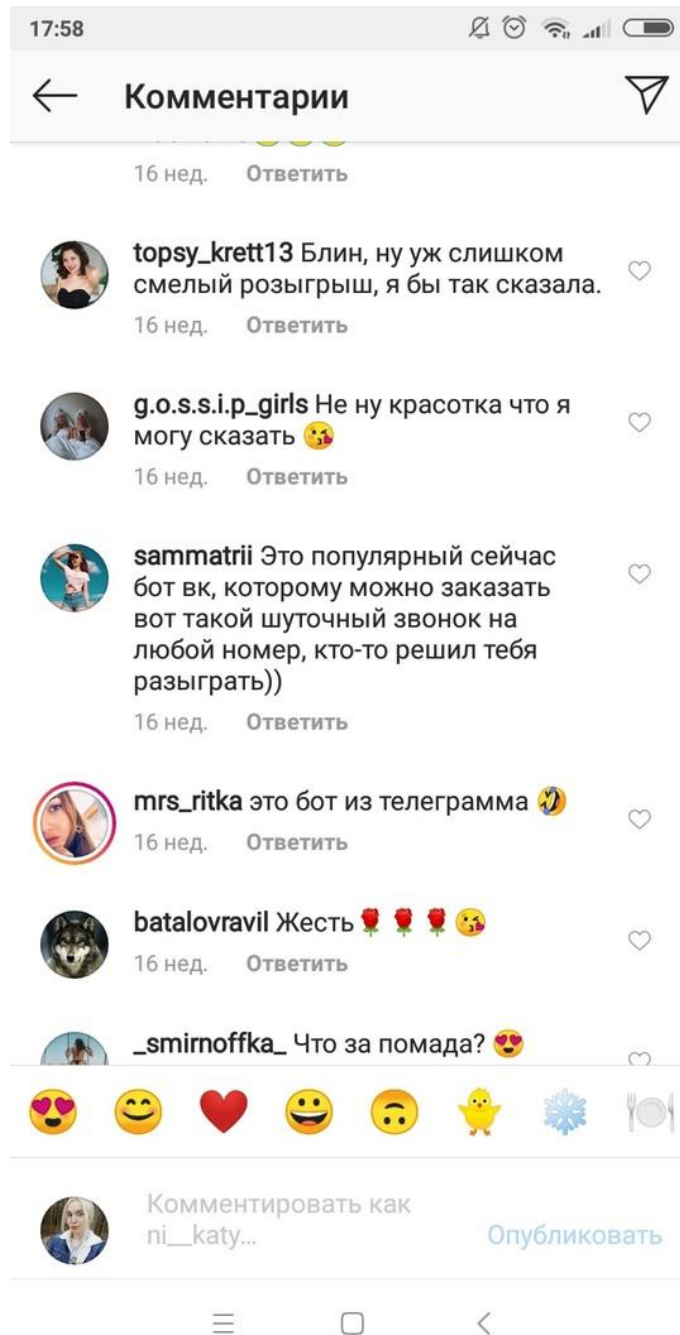 17:58
Комментарии
16 нед. Ответить
topsy_krett13 Блин, ну уж слишком
смелый розыгрыш, я бы так сказала.
16 нед. Ответить
g.o.s.s.i.p_girls Не ну красотка что я
могу сказать 😘
16 нед. Ответить
sammatrii Это популярный сейчас
бот вк, которому можно заказать
вот такой шуточный звонок на
любой номер, кто-то решил тебя
разыграть))
16 нед. Ответить
mrs_ritka это бот из телеграмма 🤣
16 нед. Ответить
batalovravil Жесть 🌹🌹🌹😘
16 нед. Ответить
_smirnoffka_ Что за помада? 😍
Комментировать как
ni__katy...
Опубликовать